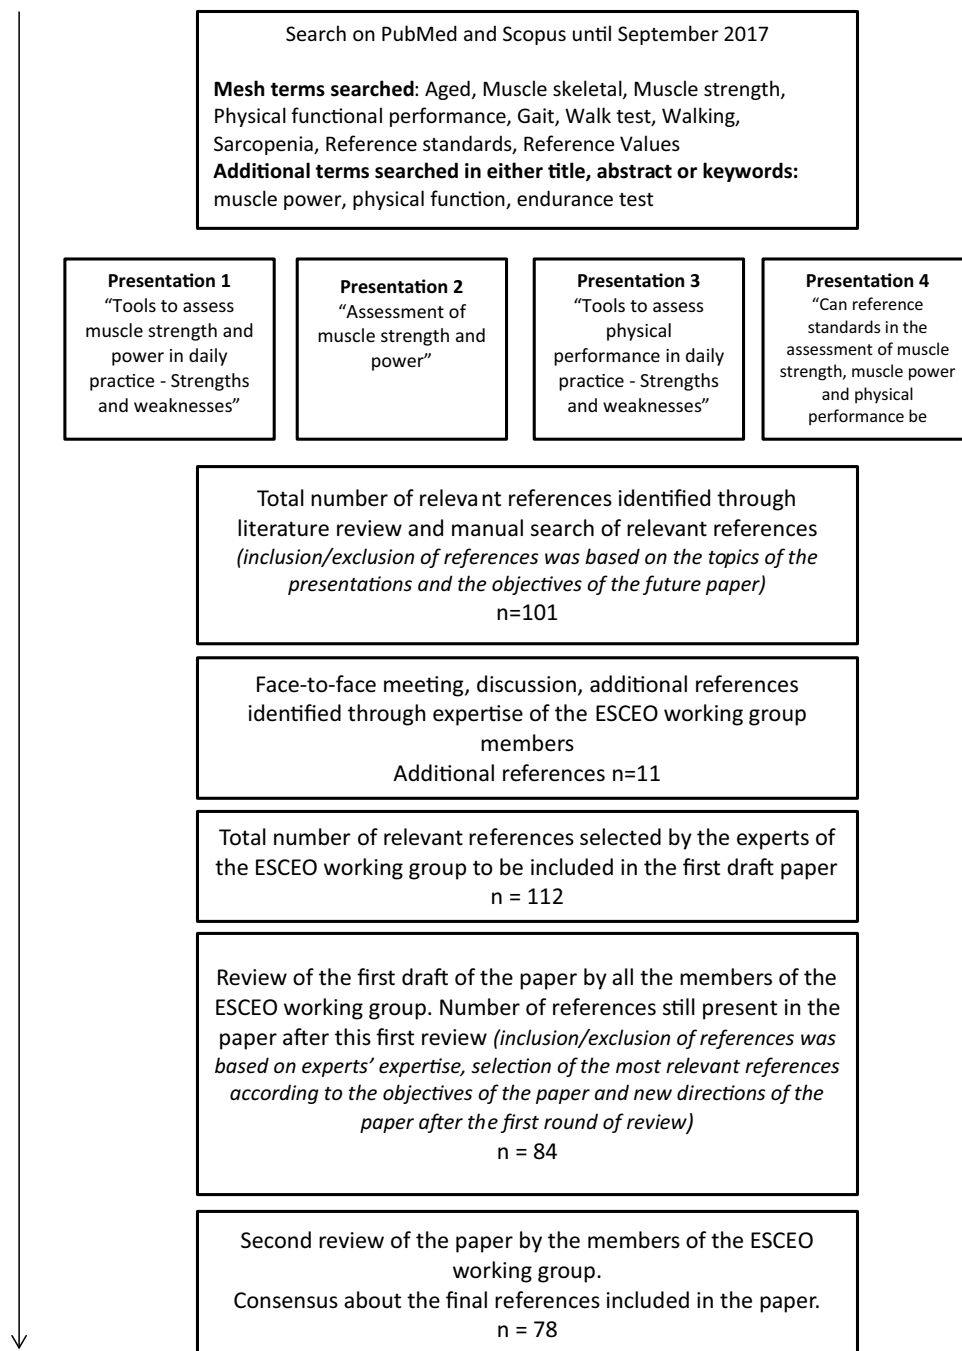 Search on PubMed and Scopus until September 2017
Mesh terms searched: Aged, Muscle skeletal, Muscle strength,
Physical functional performance, Gait, Walk test, Walking,
Sarcopenia, Reference standards, Reference Values
Additional terms searched in either title, abstract or keywords:
muscle power, physical function, endurance test
Presentation 1
“Tools to assess
muscle strength and
power in daily
practice - Strengths
and weaknesses”
Presentation 2
“Assessment of
muscle strength and
power”
Presentation 3
“Tools to assess
physical
performance in daily
practice - Strengths
and weaknesses”
Presentation 4
“Can reference
standards in the
assessment of muscle
strength, muscle power
and physical
performance be
Total number of relevant references identified through
literature review and manual search of relevant references
(inclusion/exclusion of references was based on the topics of the
presentations and the objectives of the future paper)
n=101
Face-to-face meeting, discussion, additional references
identified through expertise of the ESCEO working group
members
Additional references n=11
Total number of relevant references selected by the experts of
the ESCEO working group to be included in the first draft paper
n = 112
Review of the first draft of the paper by all the members of the
ESCEO working group. Number of references still present in the
paper after this first review (inclusion/exclusion of references was
based on experts’ expertise, selection of the most relevant references
according to the objectives of the paper and new directions of the
paper after the first round of review)
n = 84
Second review of the paper by the members of the ESCEO
working group.
Consensus about the final references included in the paper.
n = 78